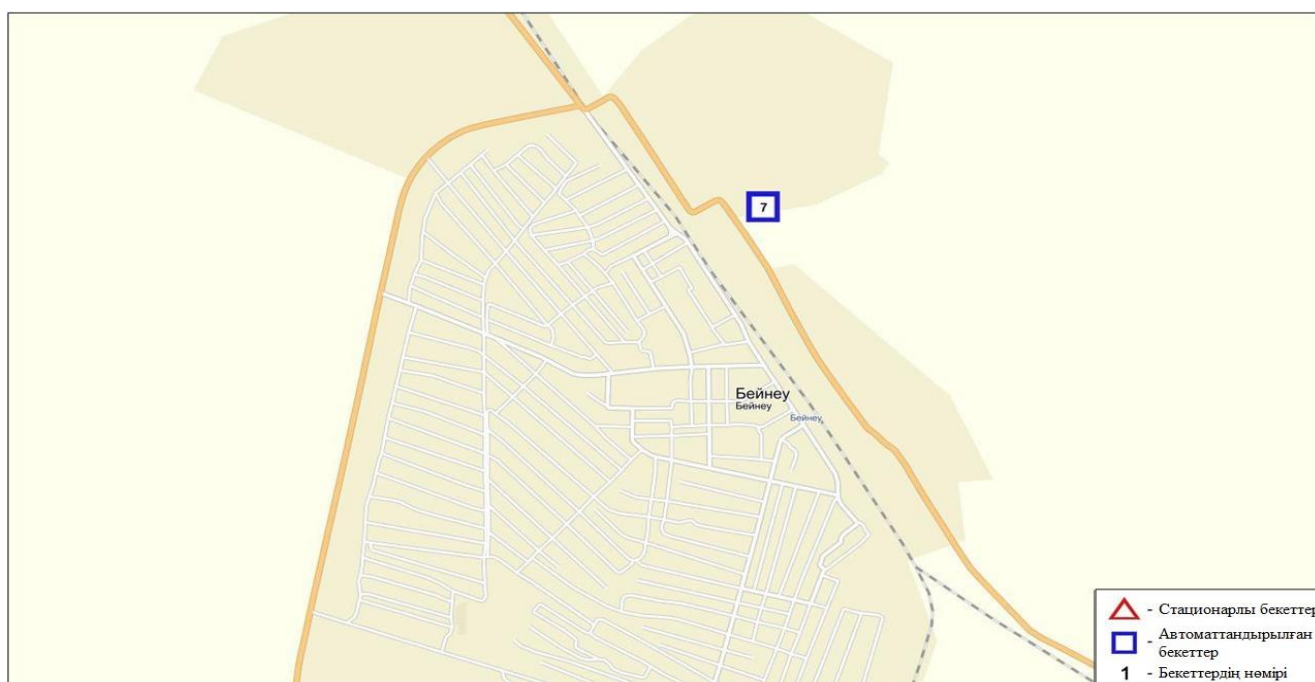 7
Бейнеу
Бейнеу
Бейнеу
- Стационарлы бекеттер
- Автоматтандырылған
бекеттер
1 - Бекеттердің нөмірі